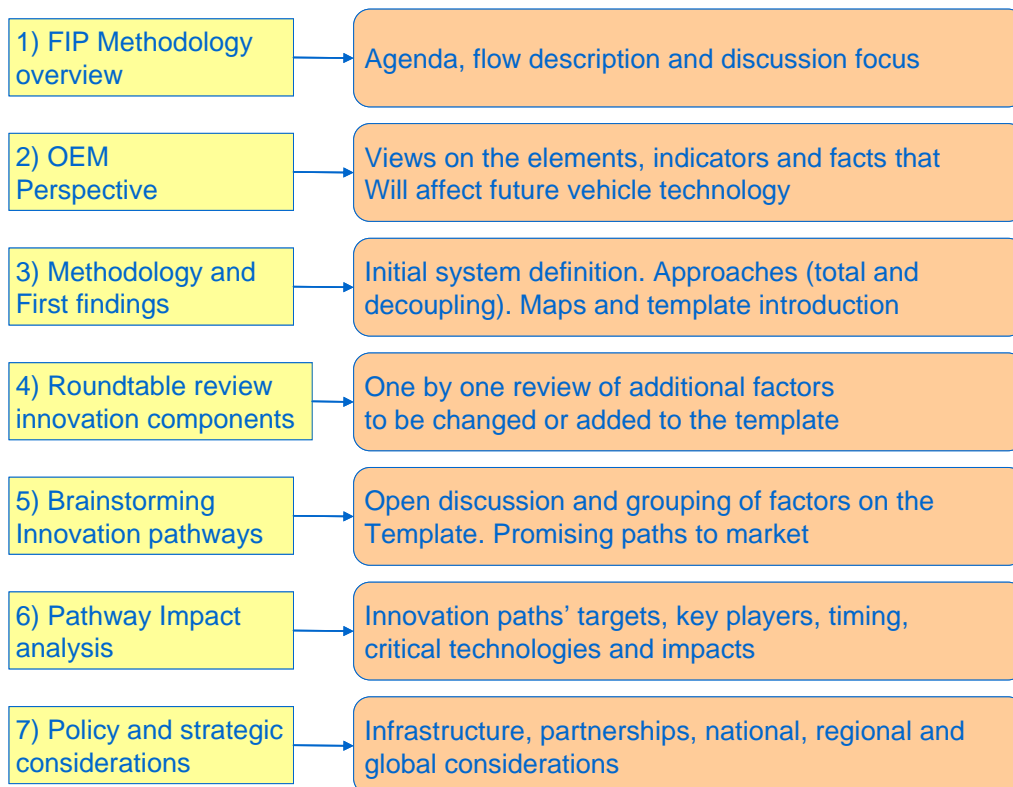 1) FIP Methodology
overview
Agenda, flow description and discussion focus
2) OEM
Perspective
Views on the elements, indicators and facts that
Will affect future vehicle technology
3) Methodology and
First findings
Initial system definition. Approaches (total and
decoupling). Maps and template introduction
4) Roundtable review
innovation components
One by one review of additional factors
to be changed or added to the template
5) Brainstorming
Innovation pathways
Open discussion and grouping of factors on the
Template. Promising paths to market
6) Pathway Impact
analysis
Innovation paths’ targets, key players, timing,
critical technologies and impacts
7) Policy and strategic
considerations
Infrastructure, partnerships, national, regional and
global considerations